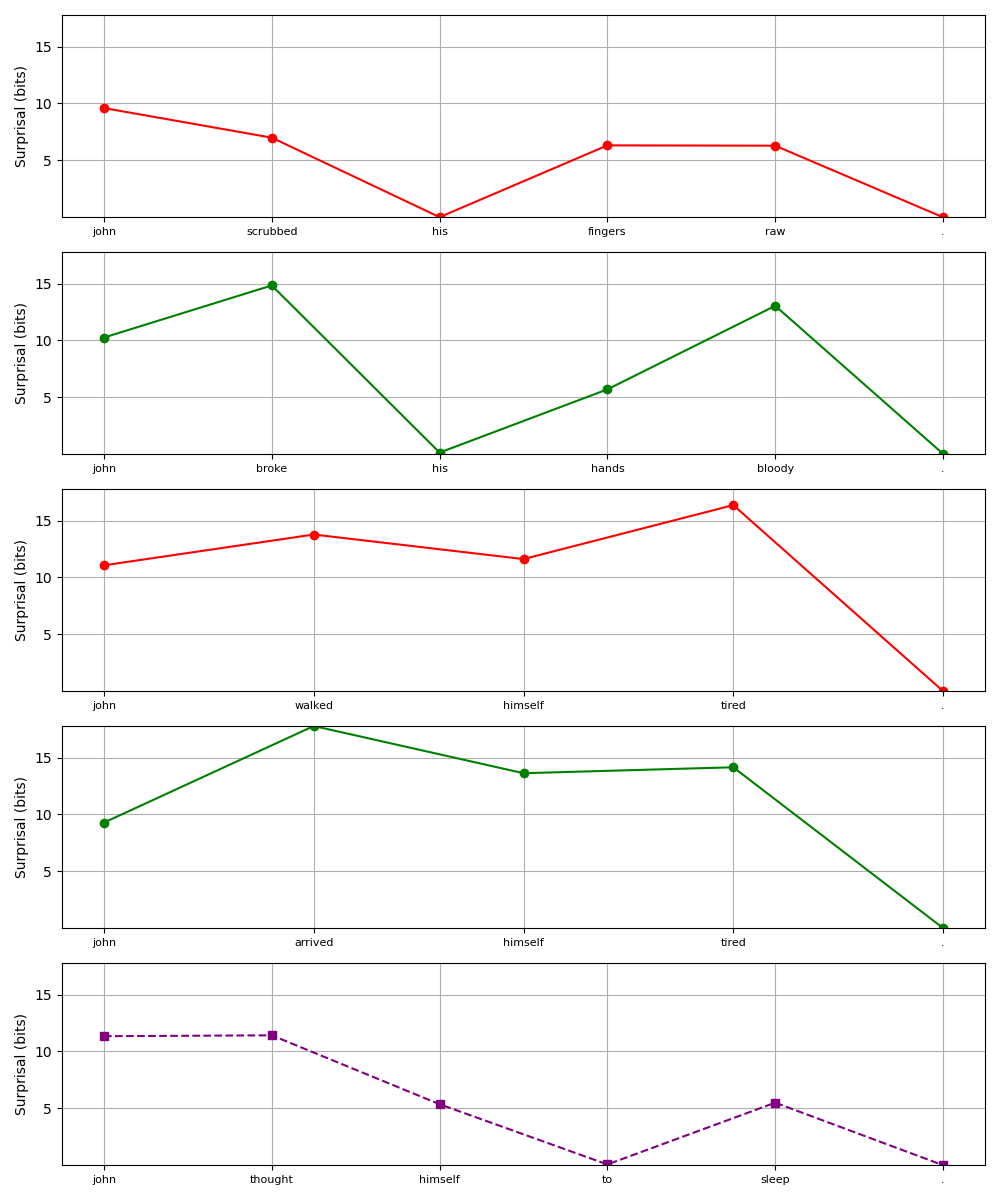 Surprisal (bits)
15
10
5
john scrubbed his fingers raw .
Surprisal (bits)
15
10
5
john broke his hands bloody .
Surprisal (bits)
15
10
5
john walked himself tired .
Surprisal (bits)
15
10
5
john arrived himself tired .
Surprisal (bits)
15
10
5
john thought himself to sleep .